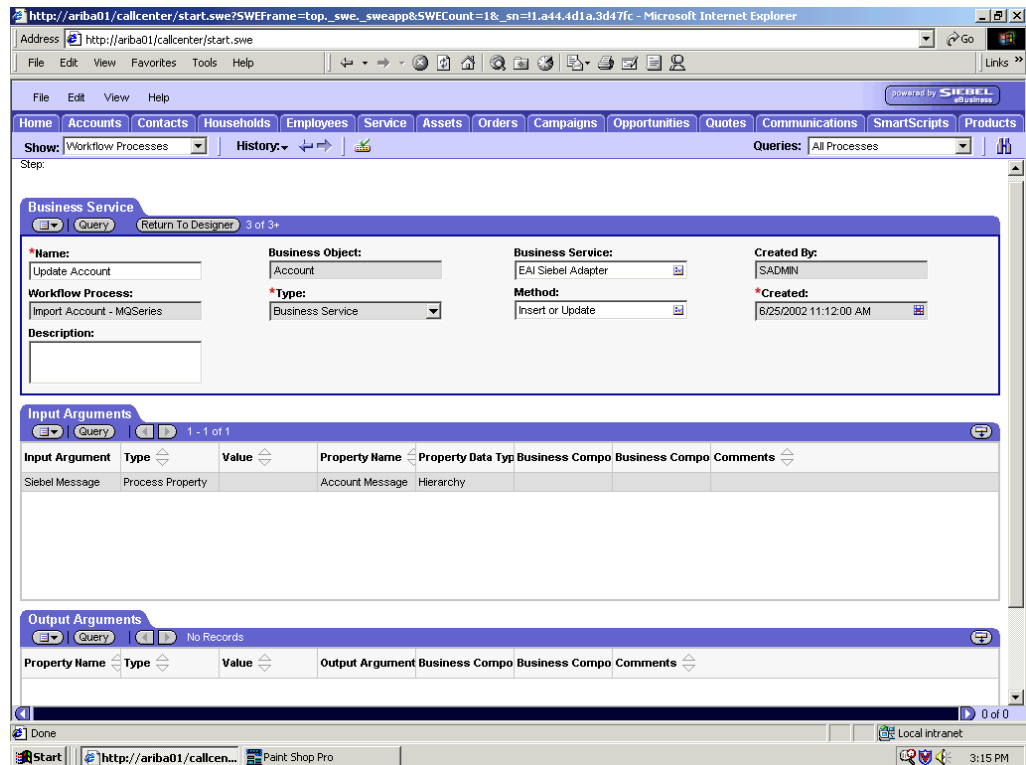 http://ariba01/callcenter/start.swe?SWEFrame=top._swe._sweapp&SWECount=1&_sn=!1.a44.4d1a.3d47fc - Microsoft Internet Explorer
Address http://ariba01/callcenter/start.swe Go
File Edit View Favorites Tools Help Links »
File Edit View Help powered by SIEBEL eBusiness
Home Accounts Contacts Households Employees Service Assets Orders Campaigns Opportunities Quotes Communications SmartScripts Products
Show: Workflow Processes History: Queries: All Processes
Step:
Business Service
Query Return To Designer 3 of 3+
*Name: Business Object: Business Service: Created By:
Update Account Account EAI Siebel Adapter SADMIN
Workflow Process: *Type: Method: *Created:
Import Account - MQSeries Business Service Insert or Update 6/25/2002 11:12:00 AM
Description:
Input Arguments
Query 1 - 1 of 1
Input Argument Type Value Property Name Property Data Typ Business Compo Business Compo Comments
Siebel Message Process Property Account Message Hierarchy
Output Arguments
Query No Records
Property Name Type Value Output Argument Business Compo Business Compo Comments
0 of 0
Done Local intranet
Start http://ariba01/callcen... Paint Shop Pro 3:15 PM